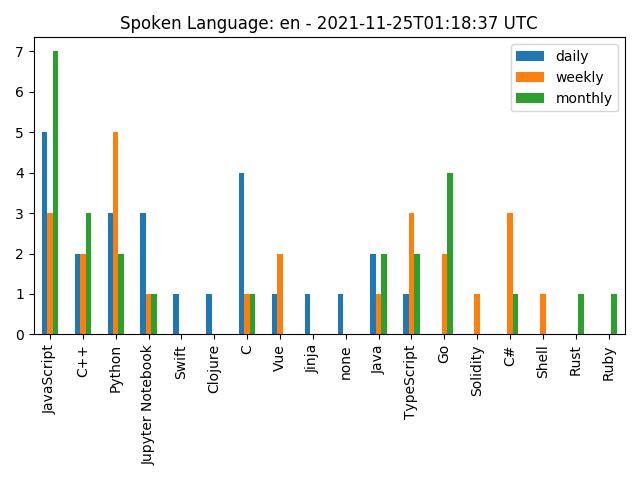 Spoken Language: en - 2021-11-25T01:18:37 UTC
daily
weekly
monthly
7
6
5
4
3
2
1
0
JavaScript
C++
Python
Jupyter Notebook
Swift
Clojure
C
Vue
Jinja
none
Java
TypeScript
Go
Solidity
C#
Shell
Rust
Ruby